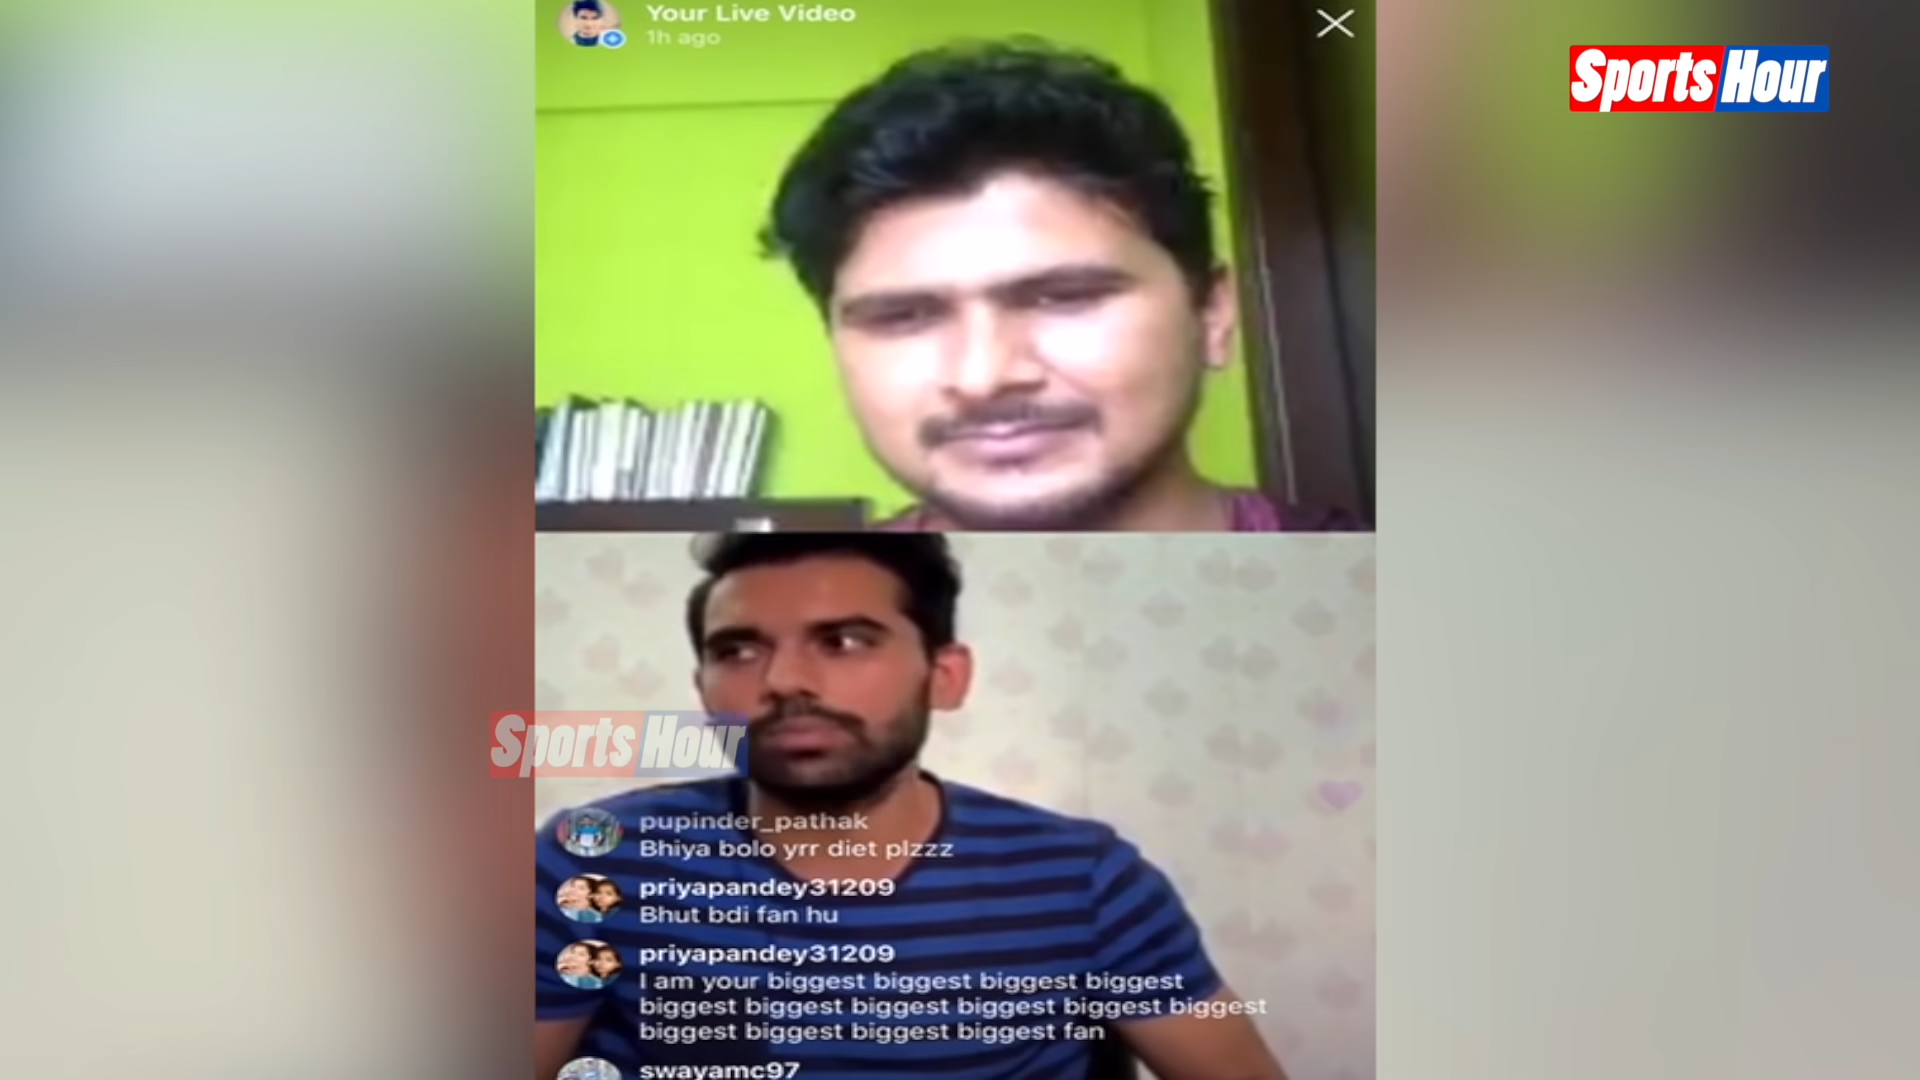 Your Live Video
1h ago
Sports Hour
Sports Hour
pupinder_pathak
Bhiya bolo yrr diet plzzz
priyapandey31209
Bhut bdi fan hu
priyapandey31209
I am your biggest biggest biggest biggest
biggest biggest biggest biggest biggest biggest
biggest biggest biggest biggest fan
swayamc97